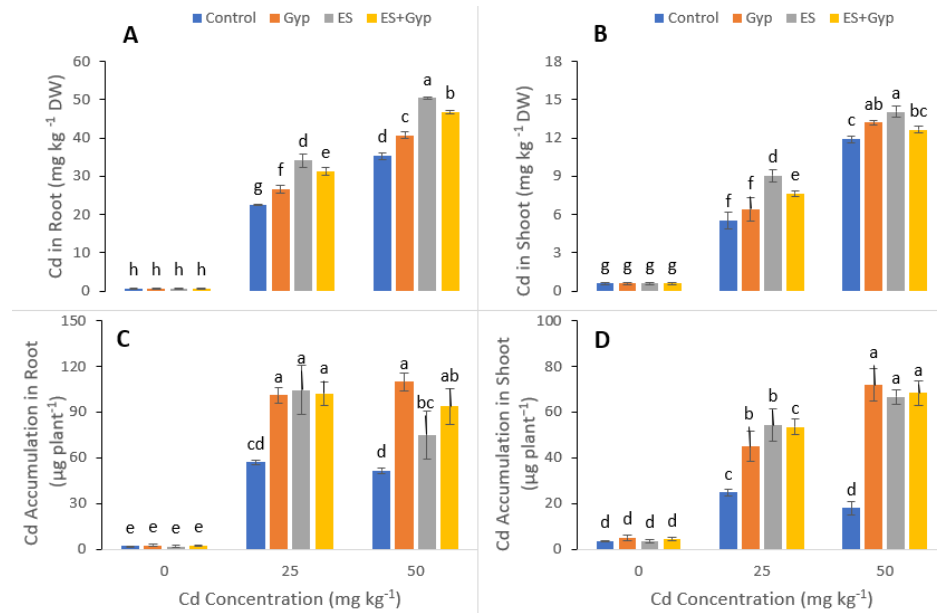 Control Gyp ES ES+Gyp
A
Cd in Root (mg kg ⁻¹ DW)
60
50
40
30
20
10
0
h h h h
g f d e
d c a b
Control Gyp ES ES+Gyp
B
Cd in Shoot (mg kg⁻¹ DW)
18
15
12
9
6
3
0
g g g g
f f d e
c ab a bc
C
Cd Accumulation in Root
(µg plant⁻¹)
150
120
90
60
30
0
e e e e
cd a a a
d a bc ab
0 25 50
Cd Concentration (mg kg⁻¹)
D
Cd Accumulation in Shoot
(µg plant⁻¹)
100
80
60
40
20
0
d d d d
c b b c
d a a a
0 25 50
Cd Concentration (mg kg⁻¹)